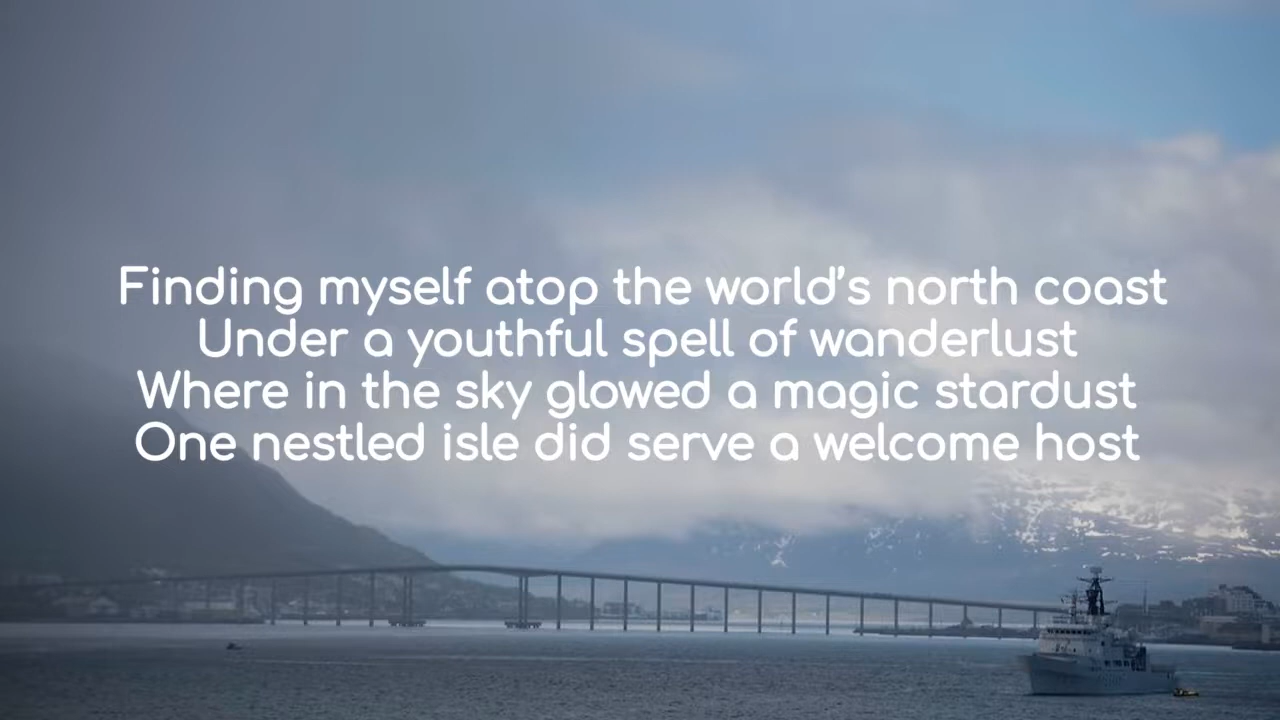 Finding myself atop the world's north coast
Under a youthful spell of wanderlust
Where in the sky glowed a magic stardust
One nestled isle did serve a welcome host